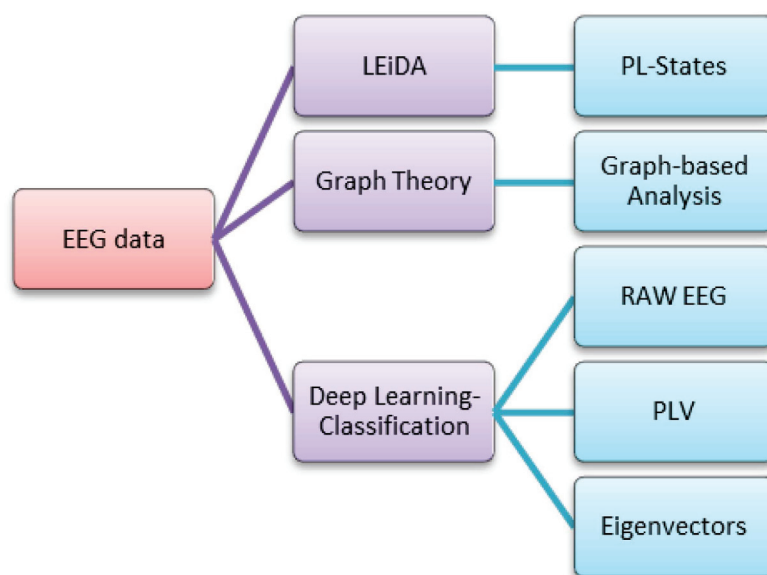 LEiDA
PL-States
Graph Theory
Graph-based
Analysis
EEG data
RAW EEG
Deep Learning-
Classification
PLV
Eigenvectors